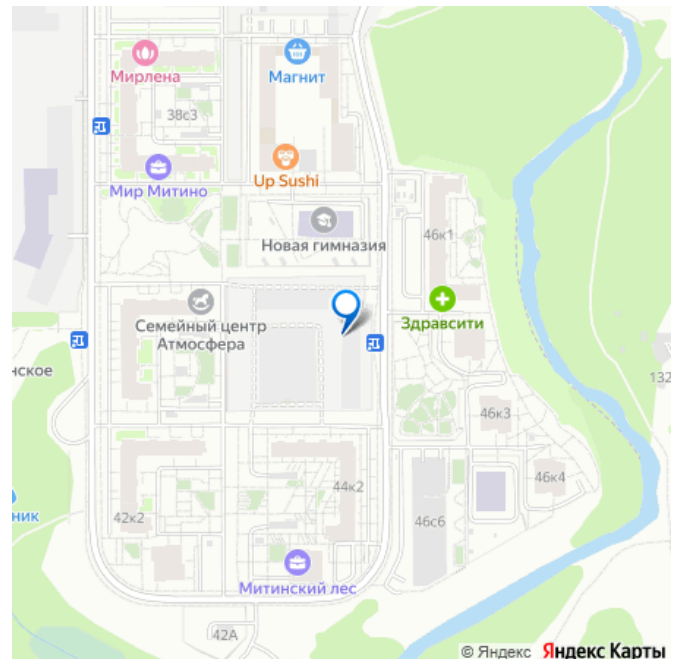 Мирлена
Магнит
38с3
Up Sushi
Мир Митино
Новая гимназия
46к1
Семейный центр
Атмосфера
Здравсити
нское
132
46к3
44к2
46к4
42к2
ник
46с6
Митинский лес
42А
© Яндекс Яндекс Карты